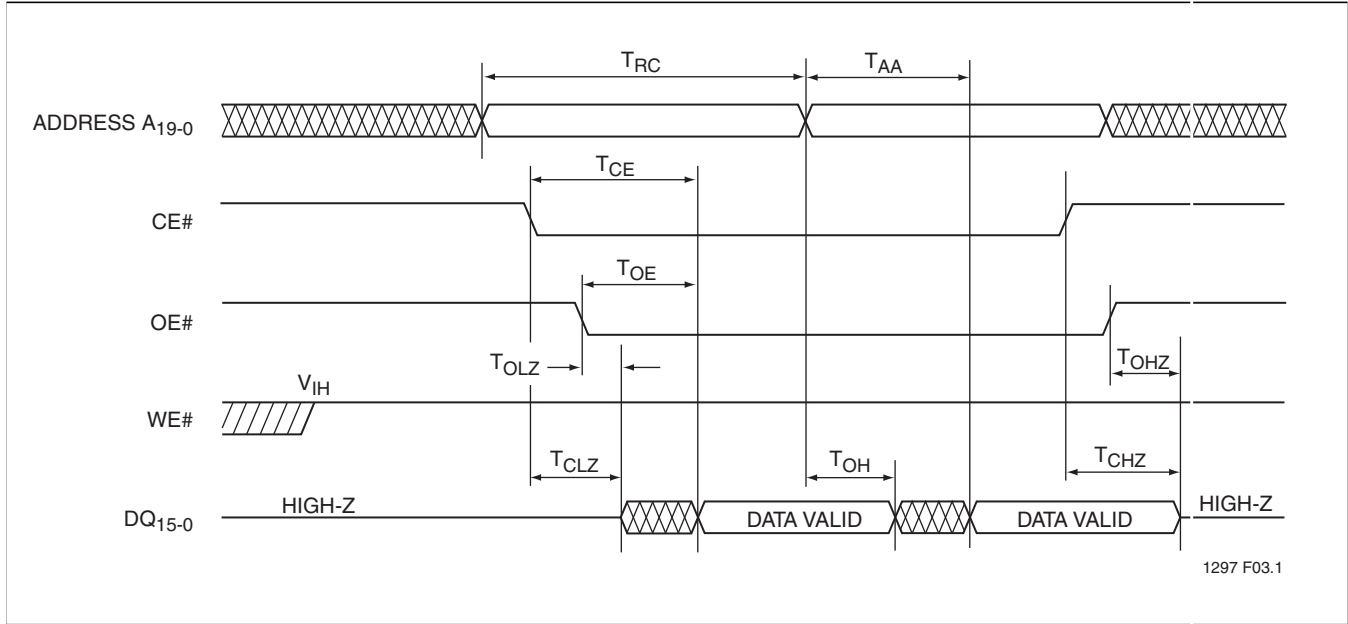 TRC TAA
ADDRESS A19-0
TCE
CE#
TOE
OE#
TOLZ TOHZ
VIH
WE#
TCLZ TOH TCHZ
DQ15-0 HIGH-Z DATA VALID DATA VALID HIGH-Z
1297 F03.1